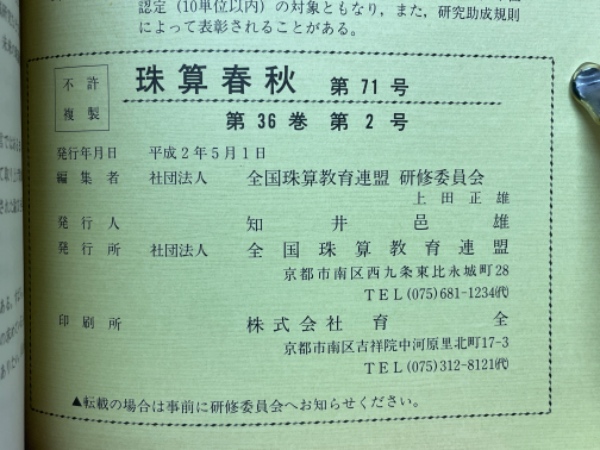 認定（10単位以内）の対象ともなり，また，研究助成規則
によって表彰されることがある。
不許
複製
珠算春秋 第71号
第36巻 第2号
発行年月日 平成2年5月1日
編集者 社団法人 全国珠算教育連盟 研修委員会
上田正雄
発行人 知井邑雄
発行所 社団法人 全国珠算教育連盟
京都市南区西九条東比永城町28
TEL(075)681-1234㈹
印刷所 株式会社育全
京都市南区吉祥院中河原里北町17-3
TEL(075)312-8121㈹
▲転載の場合は事前に研修委員会へお知らせください。